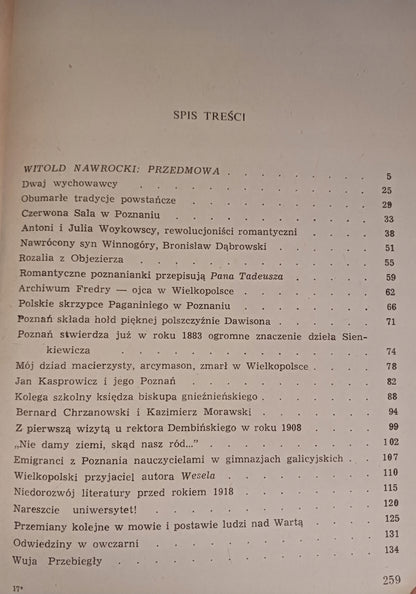 SPIS TREŚCI
WITOLD NAWROCKI: PRZEDMOWA . . . . . . . . 5
Dwaj wychowawcy . . . . . . . . 25
Obumarłe tradycje powstańcze . . . . . . . . 29
Czerwona Sala w Poznaniu . . . . . . . . 33
Antoni i Julia Woykowscy, rewolucjoniści romantyczni . . . 38
Nawrócony syn Winnogóry, Bronisław Dąbrowski . . . . 51
Rozalia z Objezierza . . . . . . . . 55
Romantyczne poznanianki przepisują Pana Tadeusza . . . . 59
Archiwum Fredry — ojca w Wielkopolsce . . . . . 62
Polskie skrzypce Paganiniego w Poznaniu . . . . . 66
Poznań składa hołd pięknej polszczyźnie Dawisona . . . . 71
Poznań stwierdza już w roku 1883 ogromne znaczenie dzieła Sien-
kiewicza . . . . . . . . 74
Mój dziad macierzysty, arcymason, zmarł w Wielkopolsce . . . 78
Jan Kasprowicz i jego Poznań . . . . . . . 82
Kolega szkolny księdza biskupa gnieźnieńskiego . . . . . 88
Bernard Chrzanowski i Kazimierz Morawski . . . . . 94
Z pierwszą wizytą u rektora Dembińskiego w roku 1908 . . . 99
„Nie damy ziemi, skąd nasz ród...” . . . . . . 102
Emigranci z Poznania nauczycielami w gimnazjach galicyjskich . . 107
Wielkopolski przyjaciel autora Wesela . . . . . . 110
Niedorozwój literatury przed rokiem 1918 . . . . . 115
Nareszcie uniwersytet! . . . . . . . . 120
Przemiany kolejne w mowie i postawie ludzi nad Wartą . . . 125
Odwiedziny w owczarni . . . . . . . . 131
Wuja Przebiegły . . . . . . . . 134
17* 259